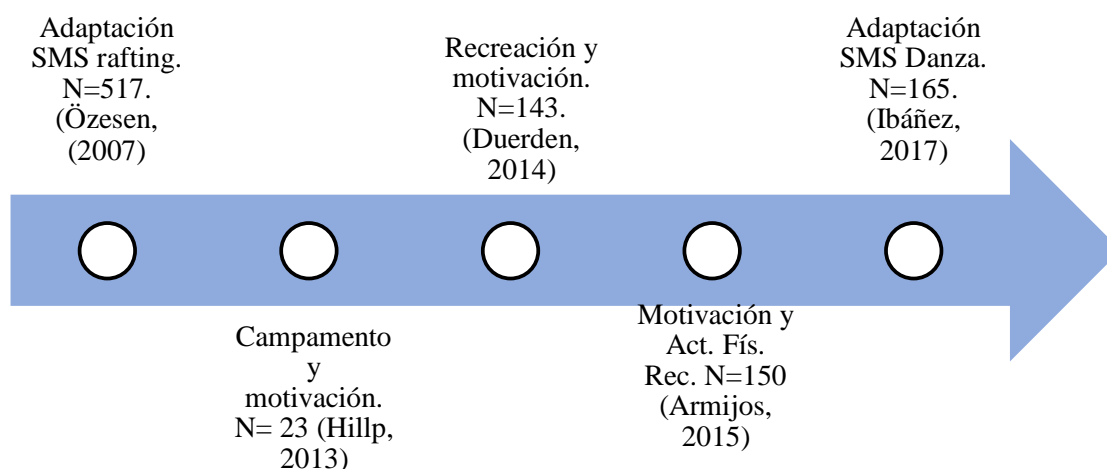 Adaptación
SMS rafting.
N=517.
(Özesen,
(2007)
Campamento
y
motivación.
N= 23 (Hillp,
2013)
Recreación y
motivación.
N=143.
(Duerden,
2014)
Motivación y
Act. Fís.
Rec. N=150
(Armijos,
2015)
Adaptación
SMS Danza.
N=165.
(Ibáñez,
2017)